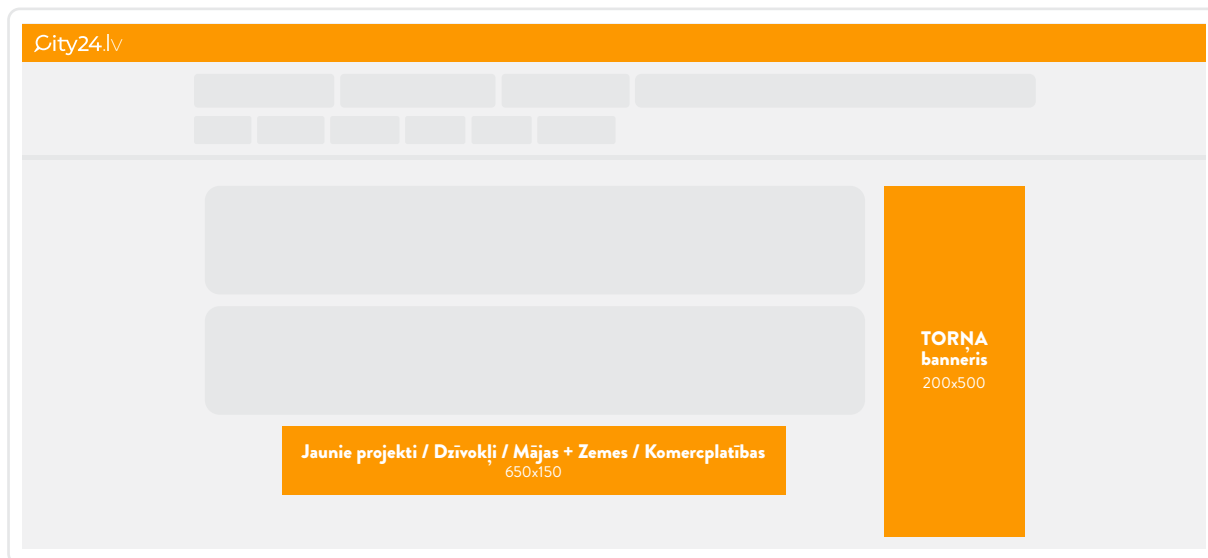 City24.lv
TORŅA
banneris
200x500
Jaunie projekti / Dzīvokļi / Mājas + Zemes / Komercplatības
650x150